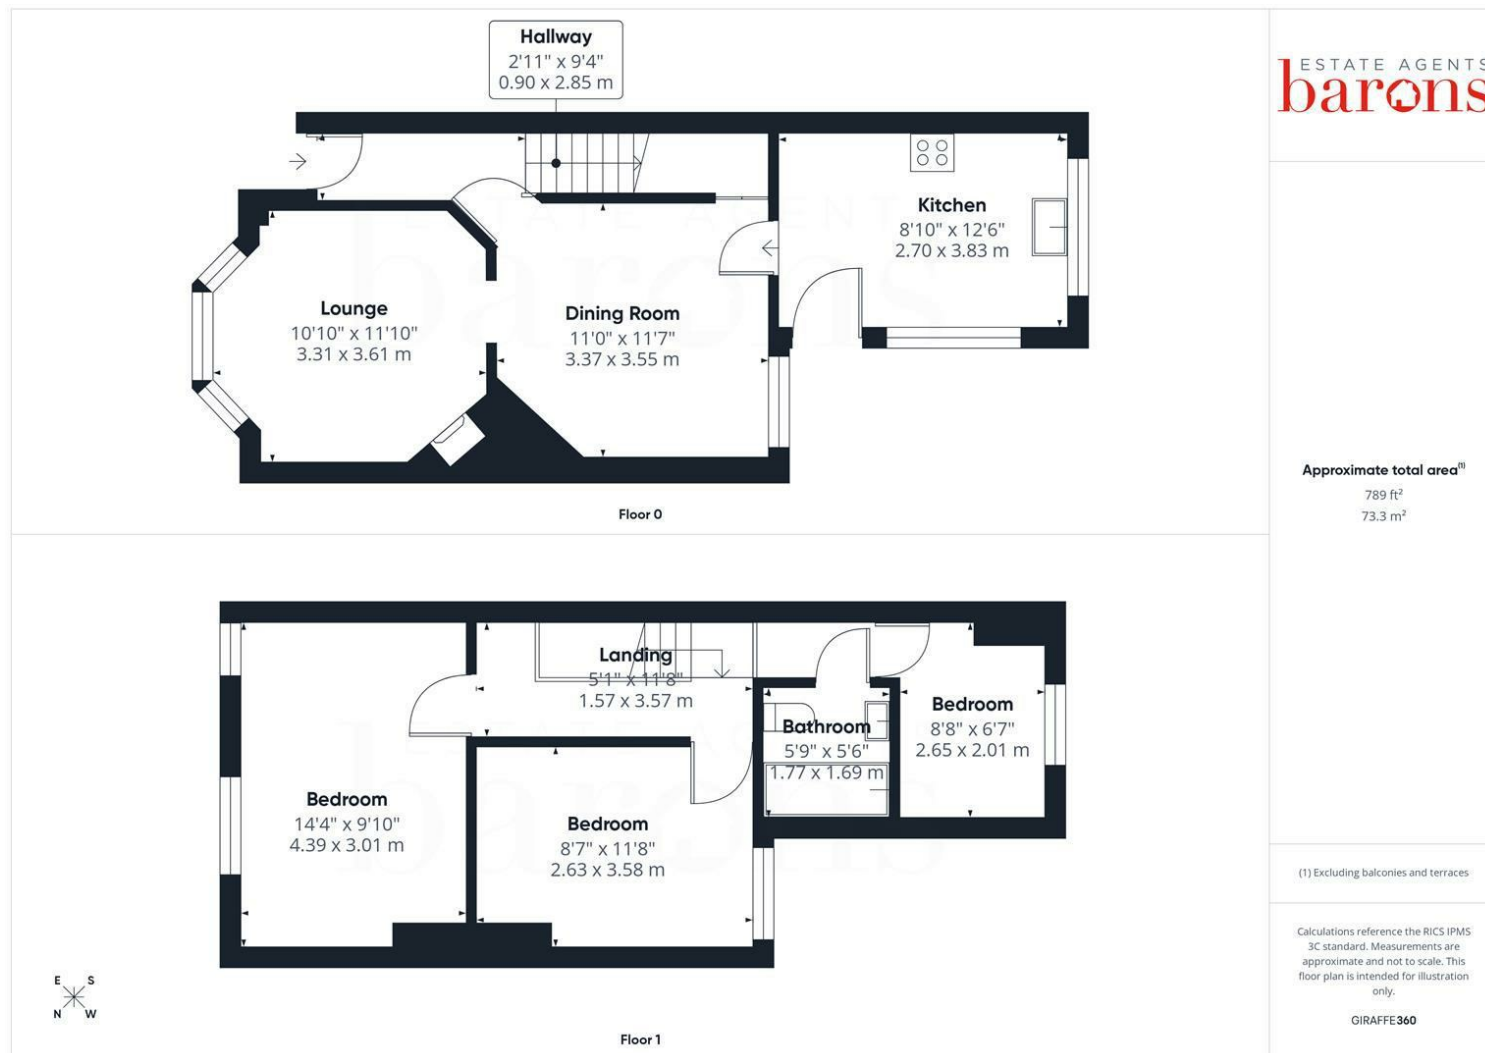 Hallway
2'11" x 9'4"
0.90 x 2.85 m
Kitchen
8'10" x 12'6"
2.70 x 3.83 m
Lounge
10'10" x 11'10"
3.31 x 3.61 m
Dining Room
11'0" x 11'7"
3.37 x 3.55 m
ESTATE AGENTS
barons
Floor 0
Landing
5'1" x 11'8"
1.57 x 3.57 m
Bathroom
5'9" x 5'6"
1.77 x 1.69 m
Bedroom
8'8" x 6'7"
2.65 x 2.01 m
Bedroom
14'4" x 9'10"
4.39 x 3.01 m
Bedroom
8'7" x 11'8"
2.63 x 3.58 m
barons
E S
N W
Floor 1
ESTATE AGENTS
barons
Approximate total area(1)
789 ft²
73.3 m²
(1) Excluding balconies and terraces
Calculations reference the RICS IPMS
3C standard. Measurements are
approximate and not to scale. This
floor plan is intended for illustration
only.
GIRAFFE360